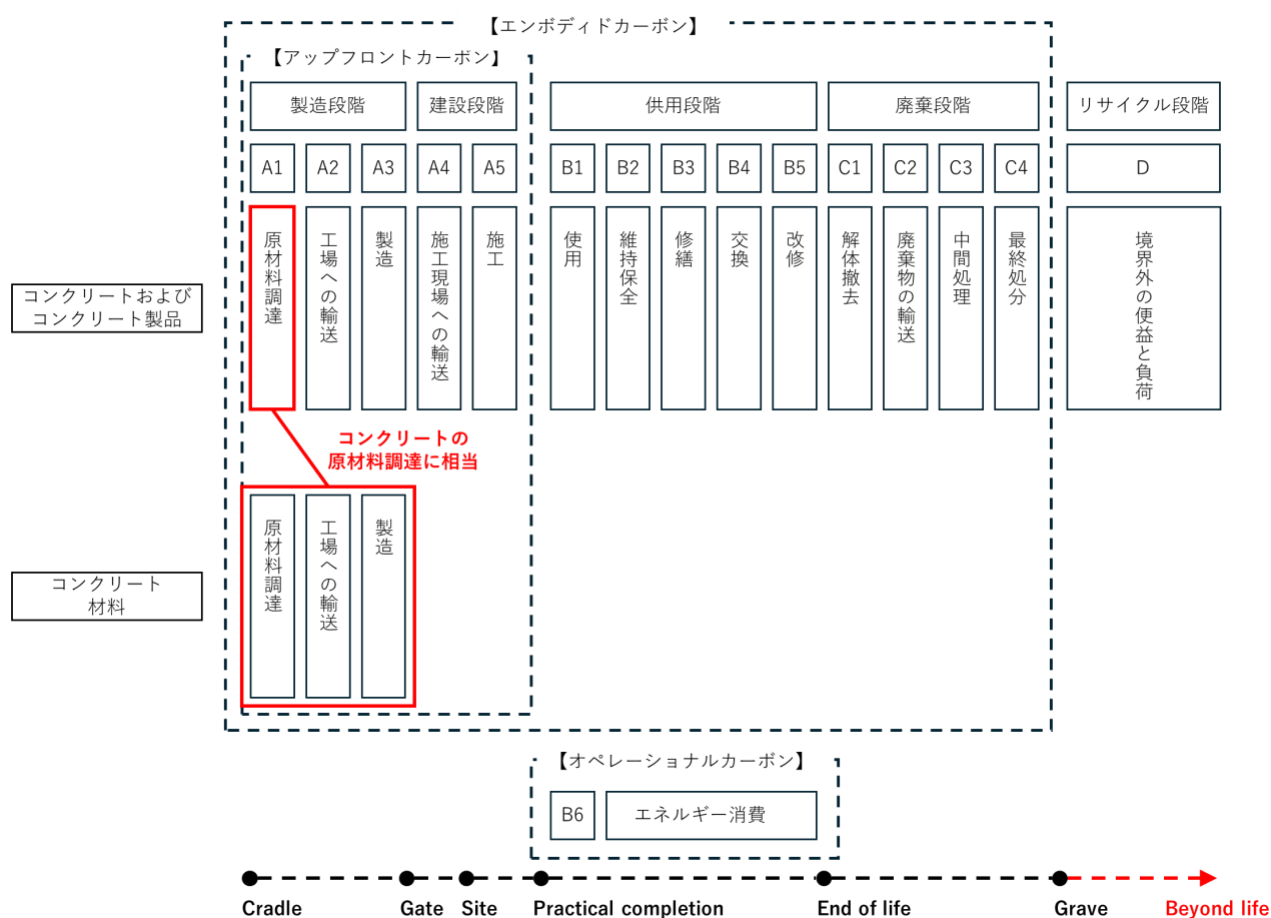 【エンボディドカーボン】
【アップフロントカーボン】
製造段階
建設段階
供用段階
廃棄段階
リサイクル段階
A1
A2
A3
A4
A5
B1
B2
B3
B4
B5
C1
C2
C3
C4
D
コンクリートおよび
コンクリート製品
原材料調達
工場への輸送
製造
施工現場への輸送
施工
使用
維持保全
修繕
交換
改修
解体撤去
廃棄物の輸送
中間処理
最終処分
境界外の便益と負荷
コンクリートの
原材料調達に相当
コンクリート
材料
原材料調達
工場への輸送
製造
【オペレーショナルカーボン】
B6
エネルギー消費
Cradle
Gate
Site
Practical completion
End of life
Grave
Beyond life